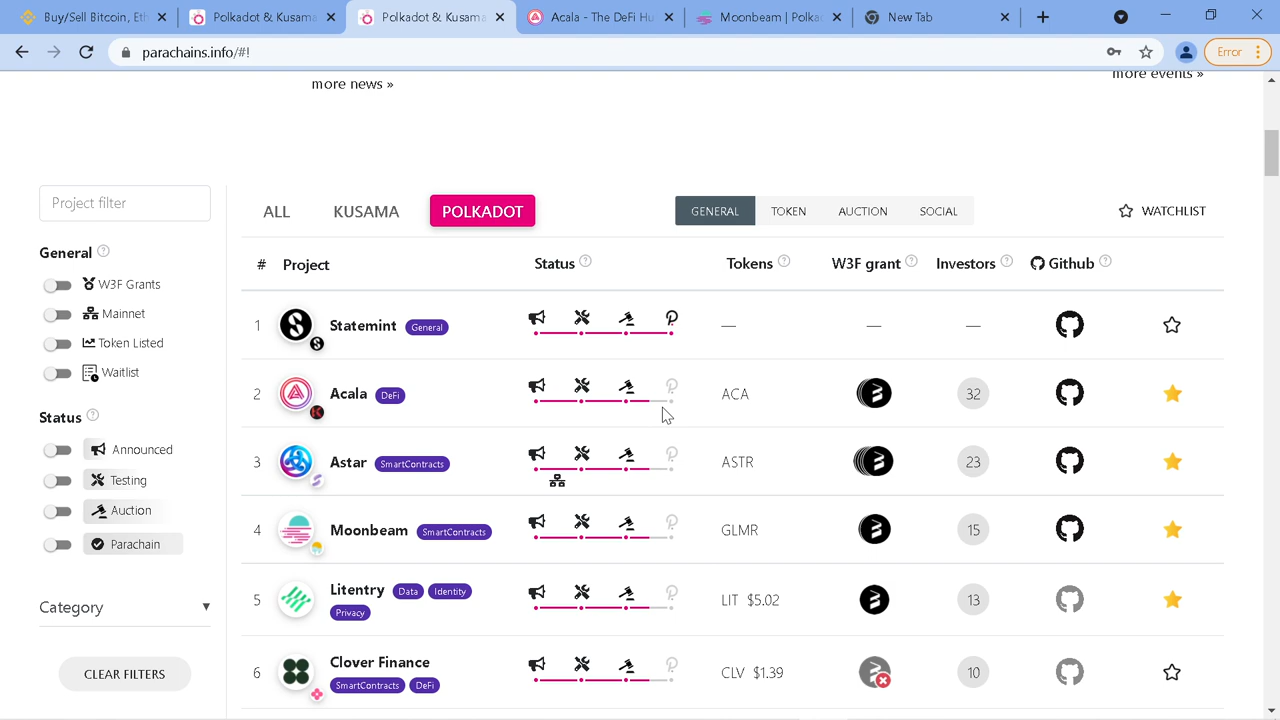 Buy/Sell Bitcoin, Eth
Polkadot & Kusama
POLKADOT & KUSAMA
Acala - The DeFi Hu
Moonbeam | Polka
New Tab
parachains.info/#!
Error
more news »
more events »
Project filter
ALL KUSAMA POLKADOT
GENERAL TOKEN AUCTION SOCIAL
WATCHLIST
General
W3F Grants
Mainnet
Token Listed
Waitlist
Status
Announced
Testing
Auction
Parachain
Category ▼
CLEAR FILTERS
# Project Status Tokens W3F grant Investors Github
1 Statemint General — — —
2 Acala DeFi ACA 32
3 Astar SmartContracts ASTR 23
4 Moonbeam SmartContracts GLMR 15
5 Litentry Data Identity LIT $5.02 13
Privacy
6 Clover Finance CLV $1.39 10
SmartContracts DeFi